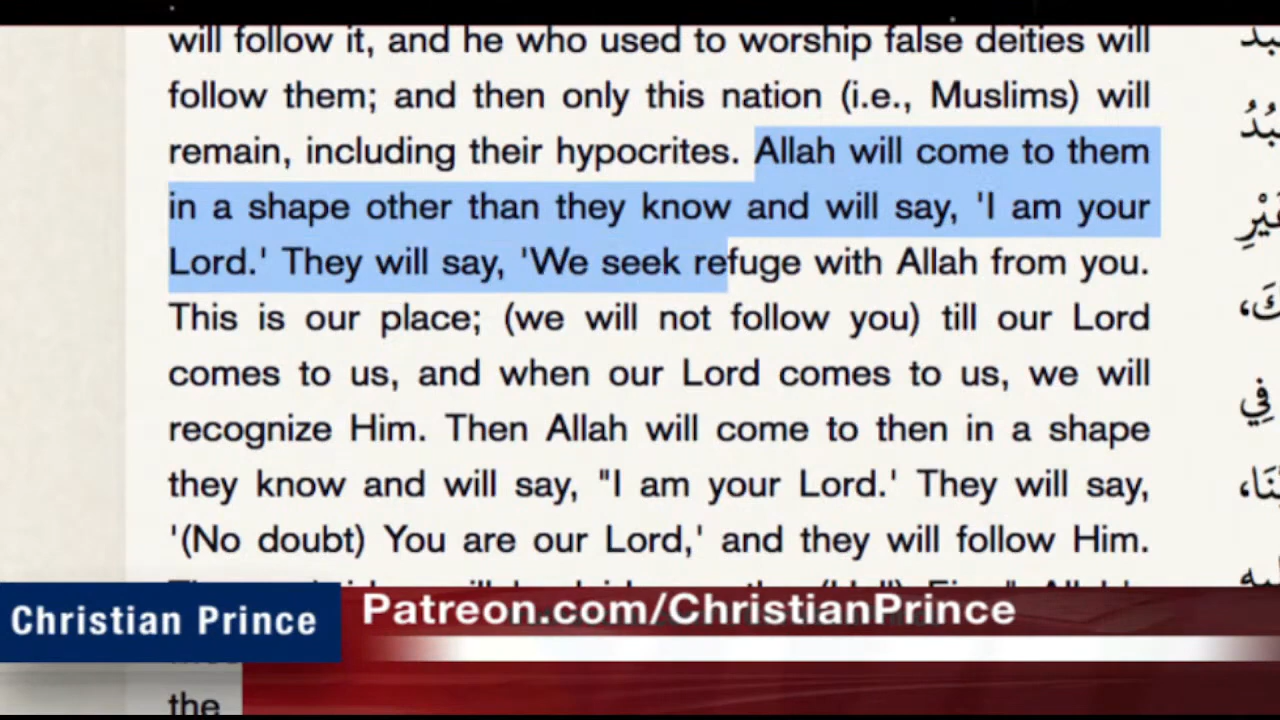 will follow it, and he who used to worship false deities will
follow them; and then only this nation (i.e., Muslims) will
remain, including their hypocrites. Allah will come to them
in a shape other than they know and will say, 'I am your
Lord.' They will say, 'We seek refuge with Allah from you.
This is our place; (we will not follow you) till our Lord
comes to us, and when our Lord comes to us, we will
recognize Him. Then Allah will come to then in a shape
they know and will say, "I am your Lord.' They will say,
'(No doubt) You are our Lord,' and they will follow Him.
Christian Prince
Patreon.com/ChristianPrince
the